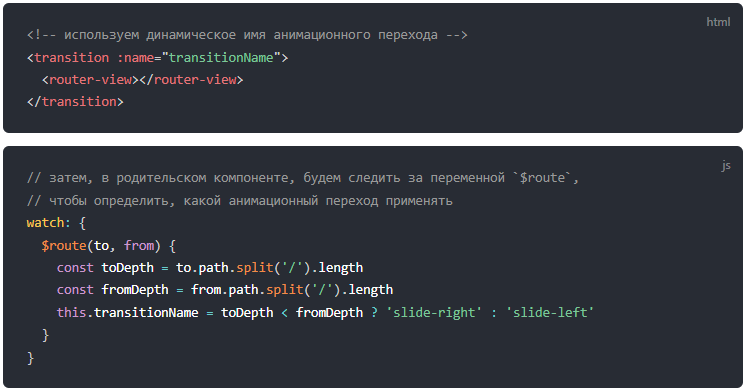 html
<!-- используем динамическое имя анимационного перехода -->
<transition :name="transitionName">
  <router-view></router-view>
</transition>
js
// затем, в родительском компоненте, будем следить за переменной `$route`,
// чтобы определить, какой анимационный переход применять
watch: {
  $route(to, from) {
    const toDepth = to.path.split('/').length
    const fromDepth = from.path.split('/').length
    this.transitionName = toDepth < fromDepth ? 'slide-right' : 'slide-left'
  }
}